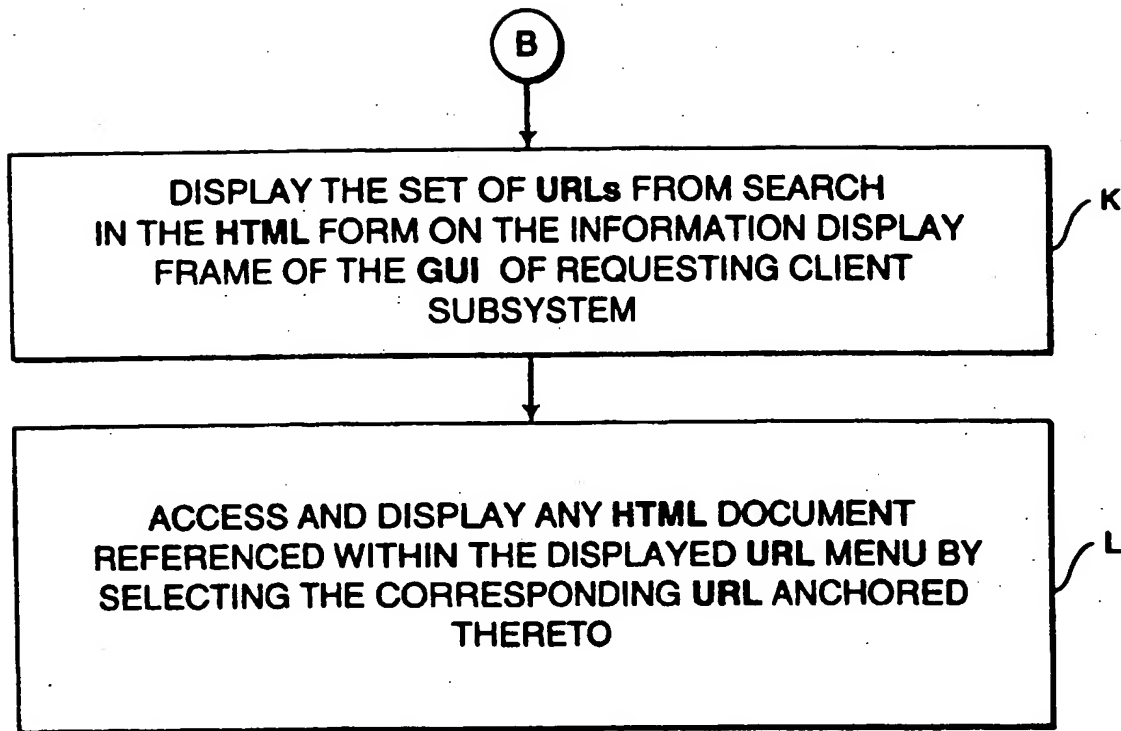 B
DISPLAY THE SET OF URLs FROM SEARCH
IN THE HTML FORM ON THE INFORMATION DISPLAY
FRAME OF THE GUI OF REQUESTING CLIENT
SUBSYSTEM
K
ACCESS AND DISPLAY ANY HTML DOCUMENT
REFERENCED WITHIN THE DISPLAYED URL MENU BY
SELECTING THE CORRESPONDING URL ANCHORED
THERETO
L